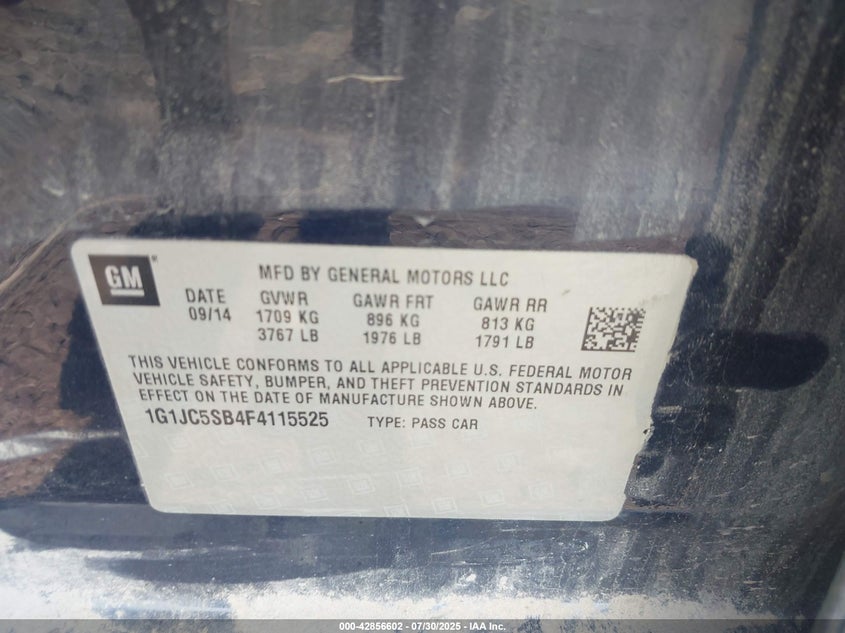 GM
MFD BY GENERAL MOTORS LLC
DATE GVWR GAWR FRT GAWR RR
09/14 1709 KG 896 KG 813 KG
3767 LB 1976 LB 1791 LB
THIS VEHICLE CONFORMS TO ALL APPLICABLE U.S. FEDERAL MOTOR
VEHICLE SAFETY, BUMPER, AND THEFT PREVENTION STANDARDS IN
EFFECT ON THE DATE OF MANUFACTURE SHOWN ABOVE.
1G1JC5SB4F4115525 TYPE: PASS CAR
000-42856602 - 07/30/2025 - IAA Inc.